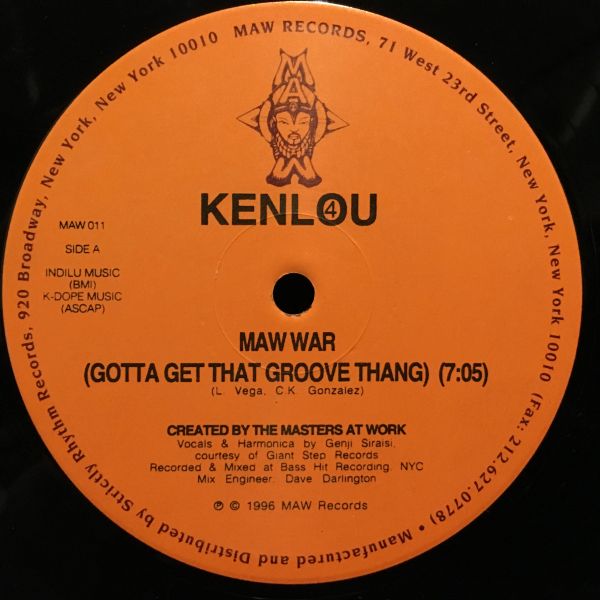 MAW RECORDS, 71 West 23rd Street, New York, New York 10010 (Fax: 212.627.0778) • Manufactured and Distributed by Strictly Rhythm Records, 920 Broadway, New York, New York 10010
MAW
KENLOU
4
MAW 011
SIDE A
INDILU MUSIC
(BMI)
K-DOPE MUSIC
(ASCAP)
MAW WAR
(GOTTA GET THAT GROOVE THANG) (7:05)
(L. Vega, C.K. Gonzalez)
CREATED BY THE MASTERS AT WORK
Vocals & Harmonica by Genji Siraisi,
courtesy of Giant Step Records
Recorded & Mixed at Bass Hit Recording, NYC
Mix Engineer, Dave Darlington
℗ © 1996 MAW Records